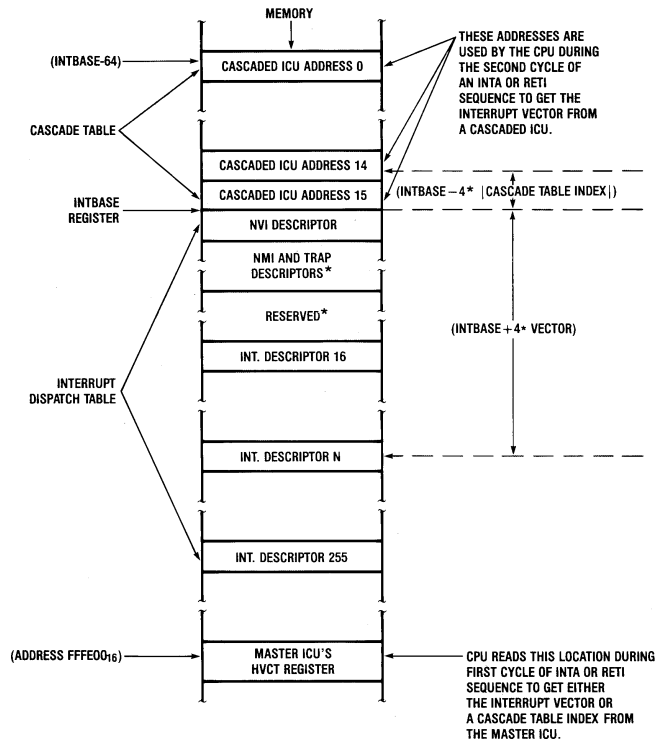 MEMORY
(INTBASE-64)
CASCADED ICU ADDRESS 0
THESE ADDRESSES ARE
USED BY THE CPU DURING
THE SECOND CYCLE OF
AN INTA OR RETI
SEQUENCE TO GET THE
INTERRUPT VECTOR FROM
A CASCADED ICU.
CASCADE TABLE
CASCADED ICU ADDRESS 14
CASCADED ICU ADDRESS 15
(INTBASE-4* |CASCADE TABLE INDEX|)
INTBASE
REGISTER
NVI DESCRIPTOR
NMI AND TRAP
DESCRIPTORS*
RESERVED*
(INTBASE+4* VECTOR)
INT. DESCRIPTOR 16
INTERRUPT
DISPATCH TABLE
INT. DESCRIPTOR N
INT. DESCRIPTOR 255
(ADDRESS FFFE00₁₆)
MASTER ICU'S
HVCT REGISTER
CPU READS THIS LOCATION DURING
FIRST CYCLE OF INTA OR RETI
SEQUENCE TO GET EITHER
THE INTERRUPT VECTOR OR
A CASCADE TABLE INDEX FROM
THE MASTER ICU.